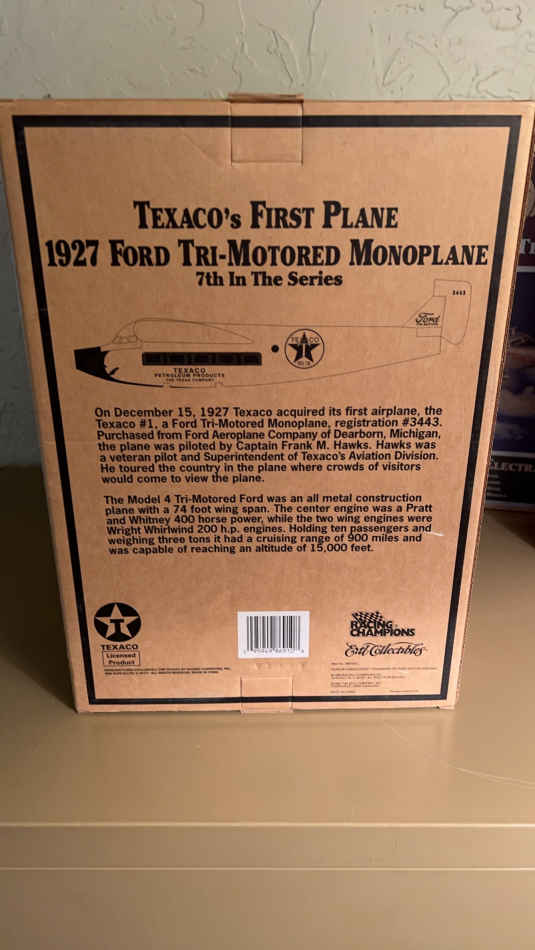 TEXACO's FIRST PLANE
1927 FORD TRI-MOTORED MONOPLANE
7th In The Series
3443
Ford
TEXACO
TEXACO
PETROLEUM PRODUCTS
THE TEXAS COMPANY
On December 15, 1927 Texaco acquired its first airplane, the
Texaco #1, a Ford Tri-Motored Monoplane, registration #3443.
Purchased from Ford Aeroplane Company of Dearborn, Michigan,
the plane was piloted by Captain Frank M. Hawks. Hawks was
a veteran pilot and Superintendent of Texaco's Aviation Division.
He toured the country in the plane where crowds of visitors
would come to view the plane.
The Model 4 Tri-Motored Ford was an all metal construction
plane with a 74 foot wing span. The center engine was a Pratt
and Whitney 400 horse power, while the two wing engines were
Wright Whirlwind 200 h.p. engines. Holding ten passengers and
weighing three tons it had a cruising range of 900 miles and
was capable of reaching an altitude of 15,000 feet.
T
TEXACO
Licensed
Product
RACING
CHAMPIONS
Ertl Collectibles